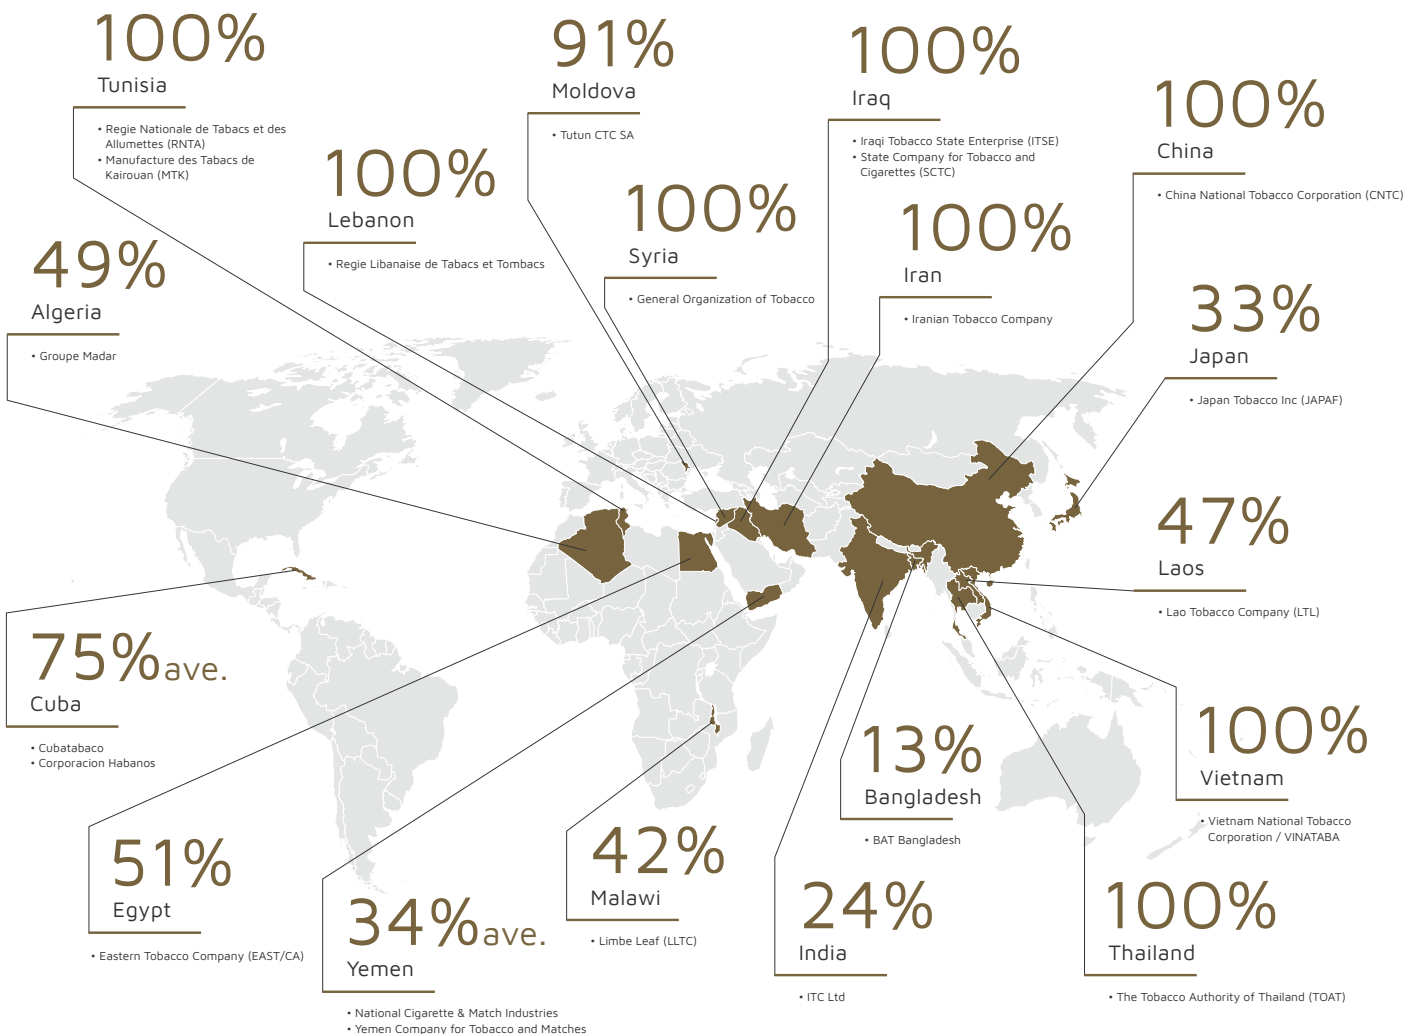 100%
Tunisia
• Regie Nationale de Tabacs et des
Allumettes (RNTA)
• Manufacture des Tabacs de
Kairouan (MTK)
91%
Moldova
• Tutun CTC SA
100%
Iraq
• Iraqi Tobacco State Enterprise (ITSE)
• State Company for Tobacco and
Cigarettes (SCTC)
100%
China
• China National Tobacco Corporation (CNTC)
100%
Lebanon
• Regie Libanaise de Tabacs et Tombacs
100%
Syria
• General Organization of Tobacco
100%
Iran
• Iranian Tobacco Company
49%
Algeria
• Groupe Madar
33%
Japan
• Japan Tobacco Inc (JAPAF)
47%
Laos
• Lao Tobacco Company (LTL)
75% ave.
Cuba
• Cubatabaco
• Corporacion Habanos
13%
Bangladesh
• BAT Bangladesh
100%
Vietnam
• Vietnam National Tobacco
Corporation / VINATABA
51%
Egypt
• Eastern Tobacco Company (EAST/CA)
34% ave.
Yemen
• National Cigarette & Match Industries
• Yemen Company for Tobacco and Matches
42%
Malawi
• Limbe Leaf (LLTC)
24%
India
• ITC Ltd
100%
Thailand
• The Tobacco Authority of Thailand (TOAT)